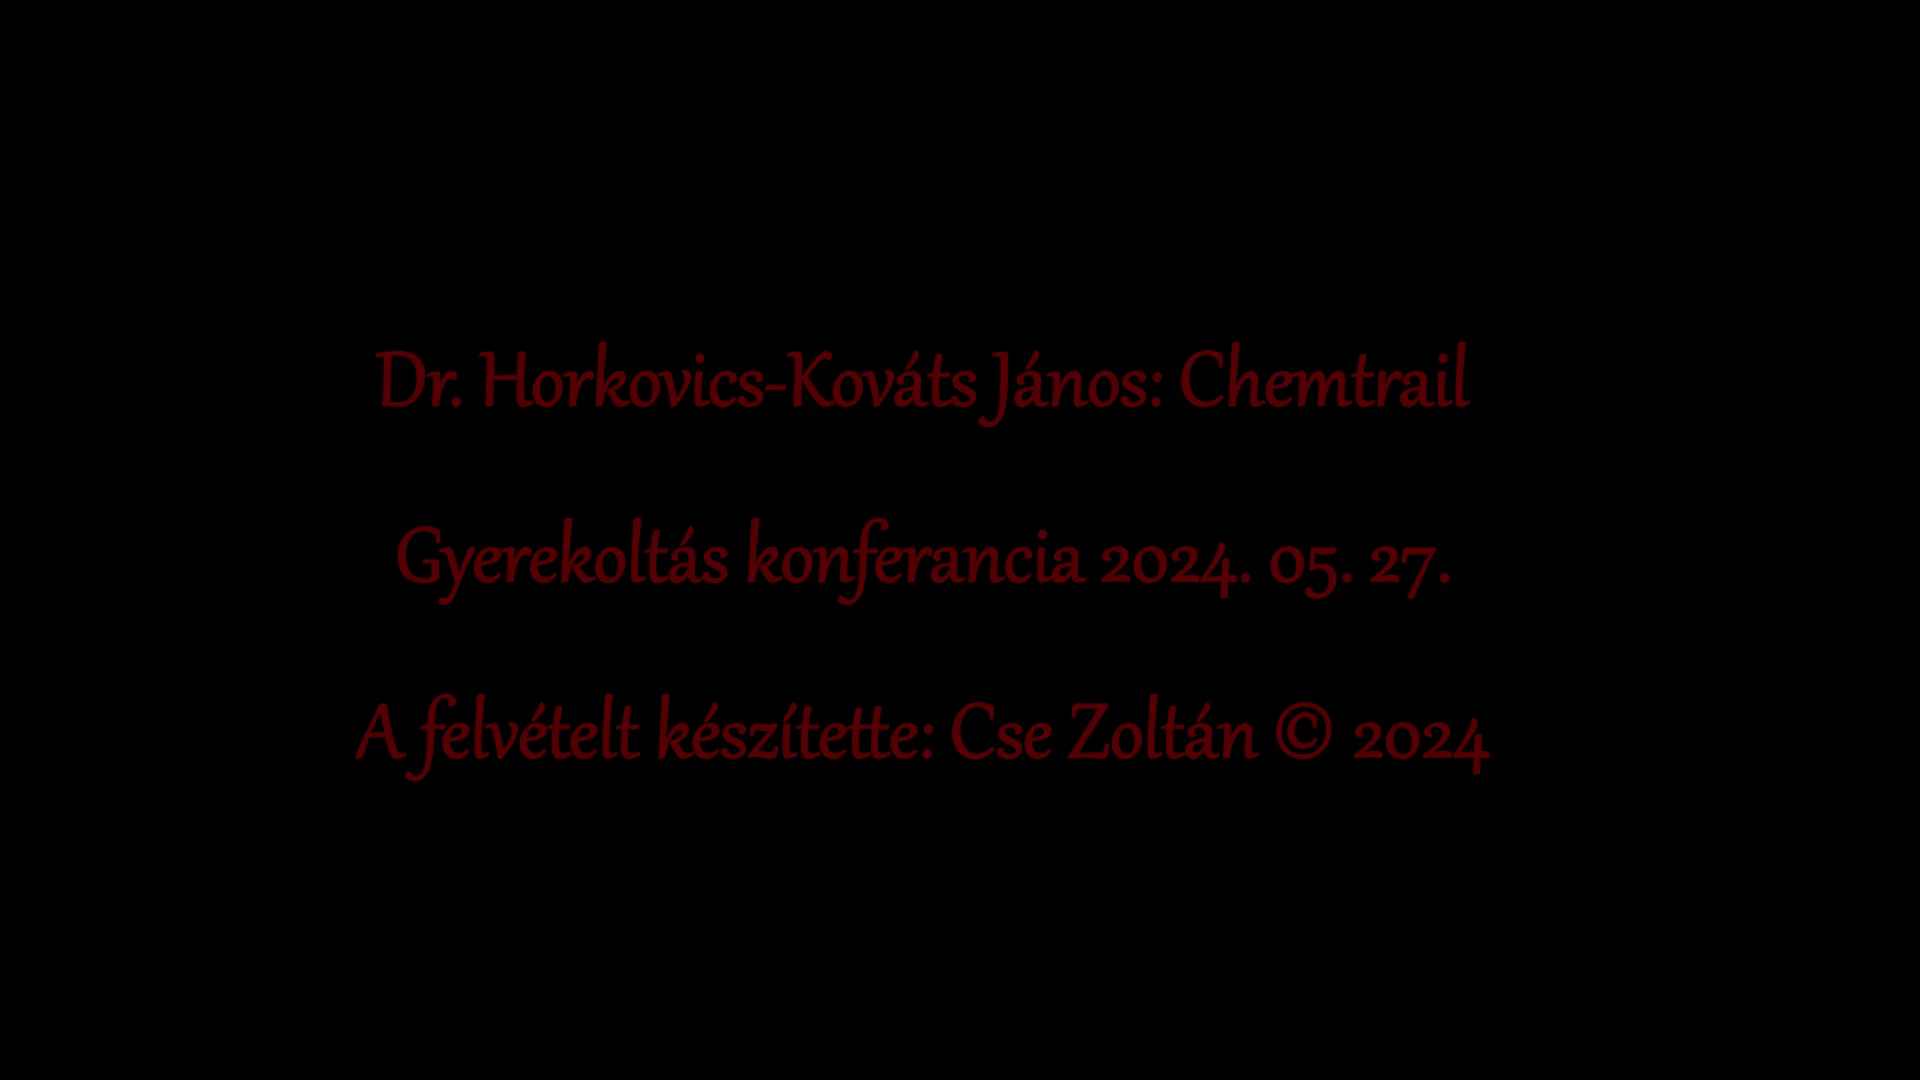 Dr. Horkovics-Kováts János: Chemtrail
Gyerekoltás konferancia 2024. 05. 27.
A felvételt készítette: Cse Zoltán © 2024